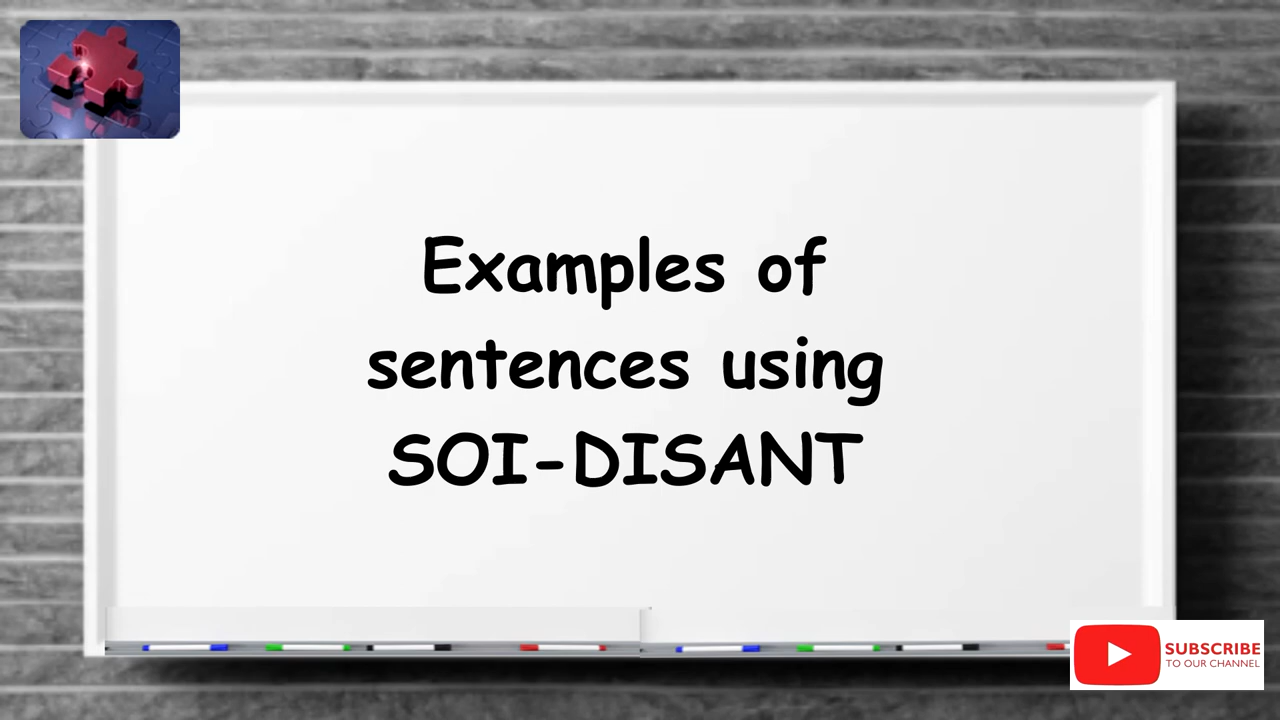 Examples of
sentences using
SOI-DISANT
SUBSCRIBE
TO OUR CHANNEL